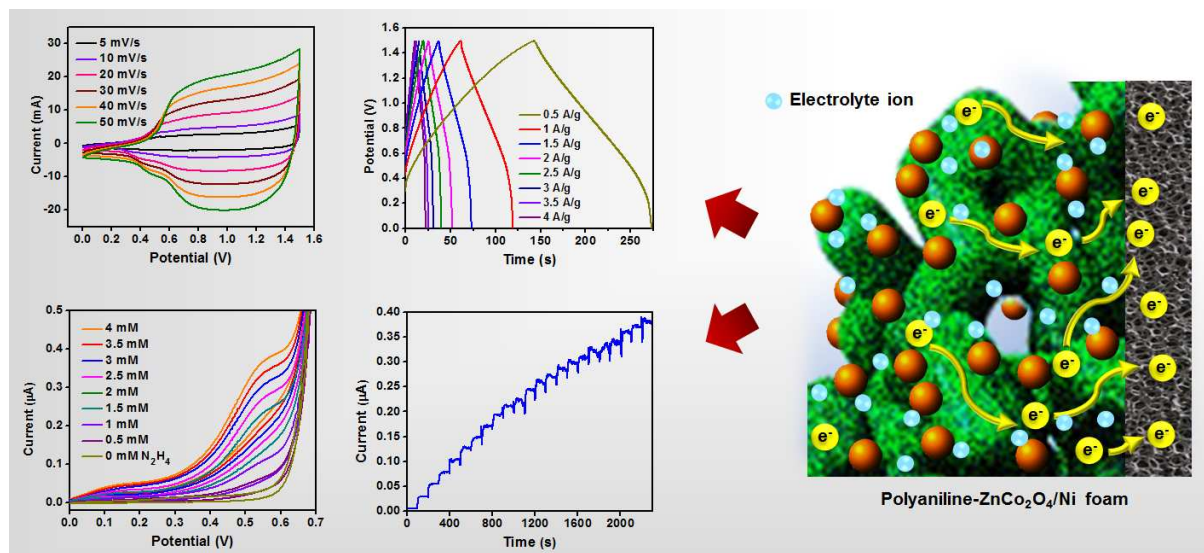 5 mV/s
10 mV/s
20 mV/s
30 mV/s
40 mV/s
50 mV/s
Current (mA)
30
20
10
0
-10
-20
0.0 0.2 0.4 0.6 0.8 1.0 1.2 1.4 1.6
Potential (V)
Potential (V)
1.6
1.4
1.2
1.0
0.8
0.6
0.4
0.2
0.0
0.5 A/g
1 A/g
1.5 A/g
2 A/g
2.5 A/g
3 A/g
3.5 A/g
4 A/g
0 50 100 150 200 250
Time (s)
4 mM
3.5 mM
3 mM
2.5 mM
2 mM
1.5 mM
1 mM
0.5 mM
0 mM N₂H₄
Current (µA)
0.5
0.4
0.3
0.2
0.1
0.0
0.0 0.1 0.2 0.3 0.4 0.5 0.6 0.7
Potential (V)
Current (µA)
0.40
0.35
0.30
0.25
0.20
0.15
0.10
0.05
0.00
0 400 800 1200 1600 2000
Time (s)
Electrolyte ion
e⁻
e⁻
e⁻
e⁻
e⁻
e⁻
e⁻
e⁻
e⁻
e⁻
e⁻
e⁻
e⁻
e⁻
Polyaniline-ZnCo₂O₄/Ni foam